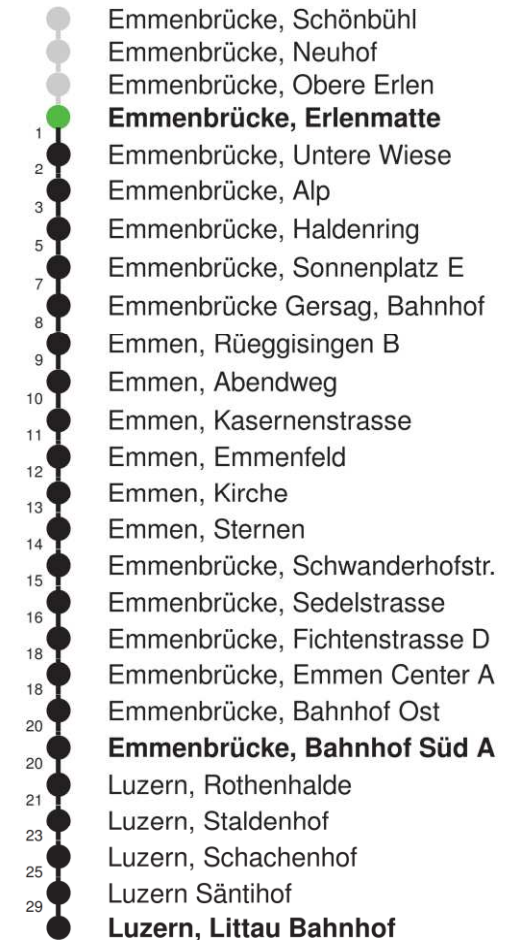 Emmenbrücke, Schönbühl
Emmenbrücke, Neuhof
Emmenbrücke, Obere Erlen
Emmenbrücke, Erlenmatte
1
Emmenbrücke, Untere Wiese
2
Emmenbrücke, Alp
3
Emmenbrücke, Haldenring
5
Emmenbrücke, Sonnenplatz E
7
Emmenbrücke Gersag, Bahnhof
8
Emmen, Rüeggisingen B
9
Emmen, Abendweg
10
Emmen, Kasernenstrasse
11
Emmen, Emmenfeld
12
Emmen, Kirche
13
Emmen, Sternen
14
Emmenbrücke, Schwanderhofstr.
15
Emmenbrücke, Sedelstrasse
16
Emmenbrücke, Fichtenstrasse D
18
Emmenbrücke, Emmen Center A
18
Emmenbrücke, Bahnhof Ost
20
Emmenbrücke, Bahnhof Süd A
20
Luzern, Rothenhalde
21
Luzern, Staldenhof
23
Luzern, Schachenhof
25
Luzern Säntihof
29
Luzern, Littau Bahnhof